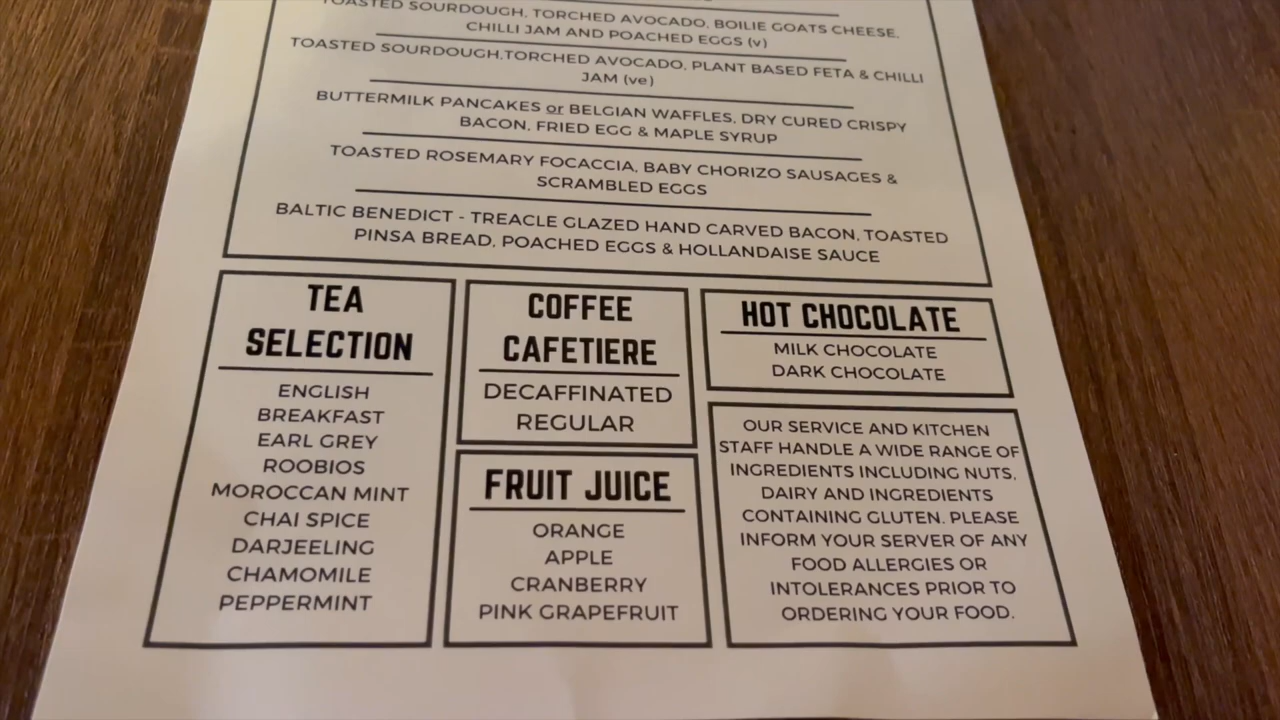 TOASTED SOURDOUGH, TORCHED AVOCADO, BOILIE GOATS CHEESE,
CHILLI JAM AND POACHED EGGS (v)
TOASTED SOURDOUGH,TORCHED AVOCADO, PLANT BASED FETA & CHILLI
JAM (ve)
BUTTERMILK PANCAKES or BELGIAN WAFFLES, DRY CURED CRISPY
BACON, FRIED EGG & MAPLE SYRUP
TOASTED ROSEMARY FOCACCIA, BABY CHORIZO SAUSAGES &
SCRAMBLED EGGS
BALTIC BENEDICT - TREACLE GLAZED HAND CARVED BACON, TOASTED
PINSA BREAD, POACHED EGGS & HOLLANDAISE SAUCE
TEA
SELECTION
ENGLISH
BREAKFAST
EARL GREY
ROOBIOS
MOROCCAN MINT
CHAI SPICE
DARJEELING
CHAMOMILE
PEPPERMINT
COFFEE
CAFETIERE
DECAFFINATED
REGULAR
FRUIT JUICE
ORANGE
APPLE
CRANBERRY
PINK GRAPEFRUIT
HOT CHOCOLATE
MILK CHOCOLATE
DARK CHOCOLATE
OUR SERVICE AND KITCHEN
STAFF HANDLE A WIDE RANGE OF
INGREDIENTS INCLUDING NUTS,
DAIRY AND INGREDIENTS
CONTAINING GLUTEN. PLEASE
INFORM YOUR SERVER OF ANY
FOOD ALLERGIES OR
INTOLERANCES PRIOR TO
ORDERING YOUR FOOD.